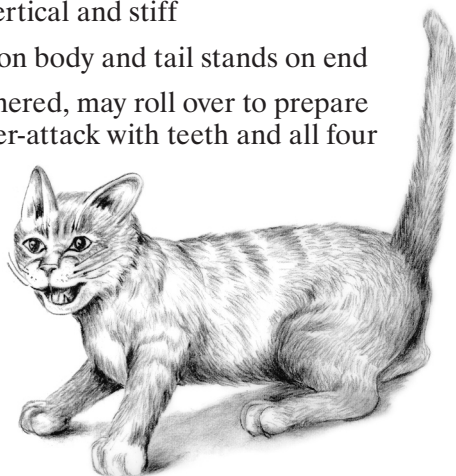 ertical and stiff
on body and tail stands on end
nered, may roll over to prepare
er-attack with teeth and all four